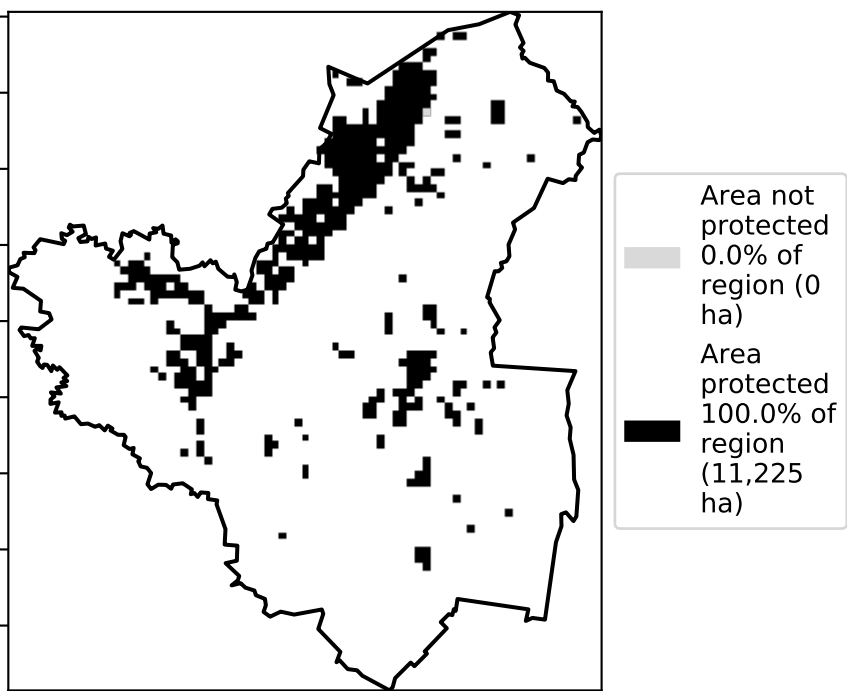 Area not
protected
0.0% of
region (0
ha)
Area
protected
100.0% of
region
(11,225
ha)